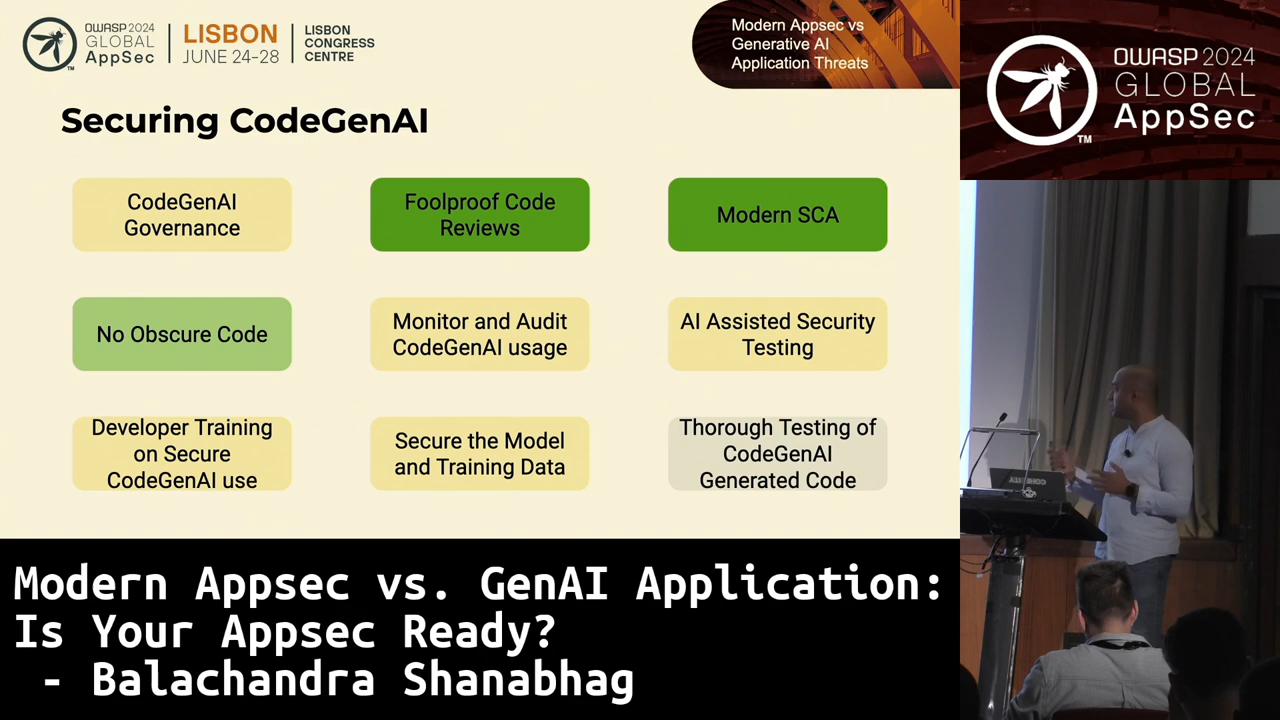 OWASP 2024
GLOBAL
AppSec
TM
LISBON
JUNE 24-28
LISBON
CONGRESS
CENTRE
Modern Appsec vs
Generative AI
Application Threats
OWASP 2024
GLOBAL
AppSec
TM
Securing CodeGenAI
CodeGenAI
Governance
Foolproof Code
Reviews
Modern SCA
No Obscure Code
Monitor and Audit
CodeGenAI usage
AI Assisted Security
Testing
Developer Training
on Secure
CodeGenAI use
Secure the Model
and Training Data
Thorough Testing of
CodeGenAI
Generated Code
COHESITY
Modern Appsec vs. GenAI Application:
Is Your Appsec Ready?
- Balachandra Shanabhag